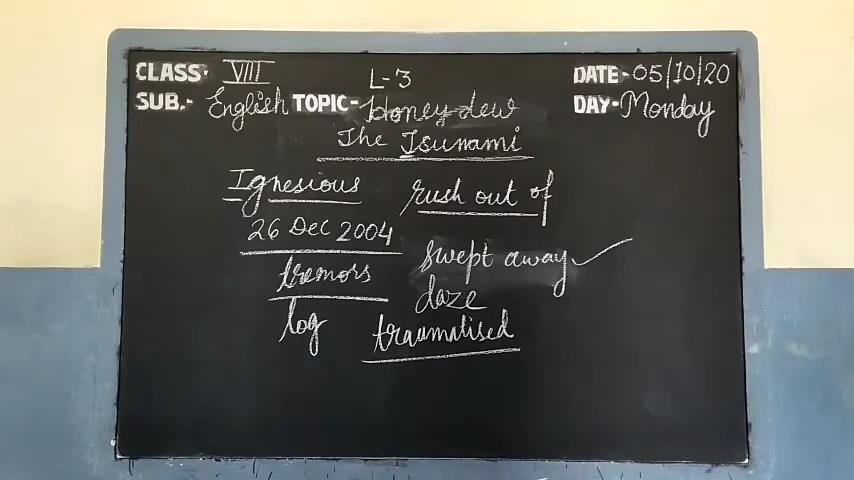 CLASS- VIII L-3 DATE-05/10/20
SUB.- English TOPIC- Honey-dew DAY-Monday
The Tsunami
Ignesious rush out of
26 Dec 2004
tremors swept away
log daze
traumatised